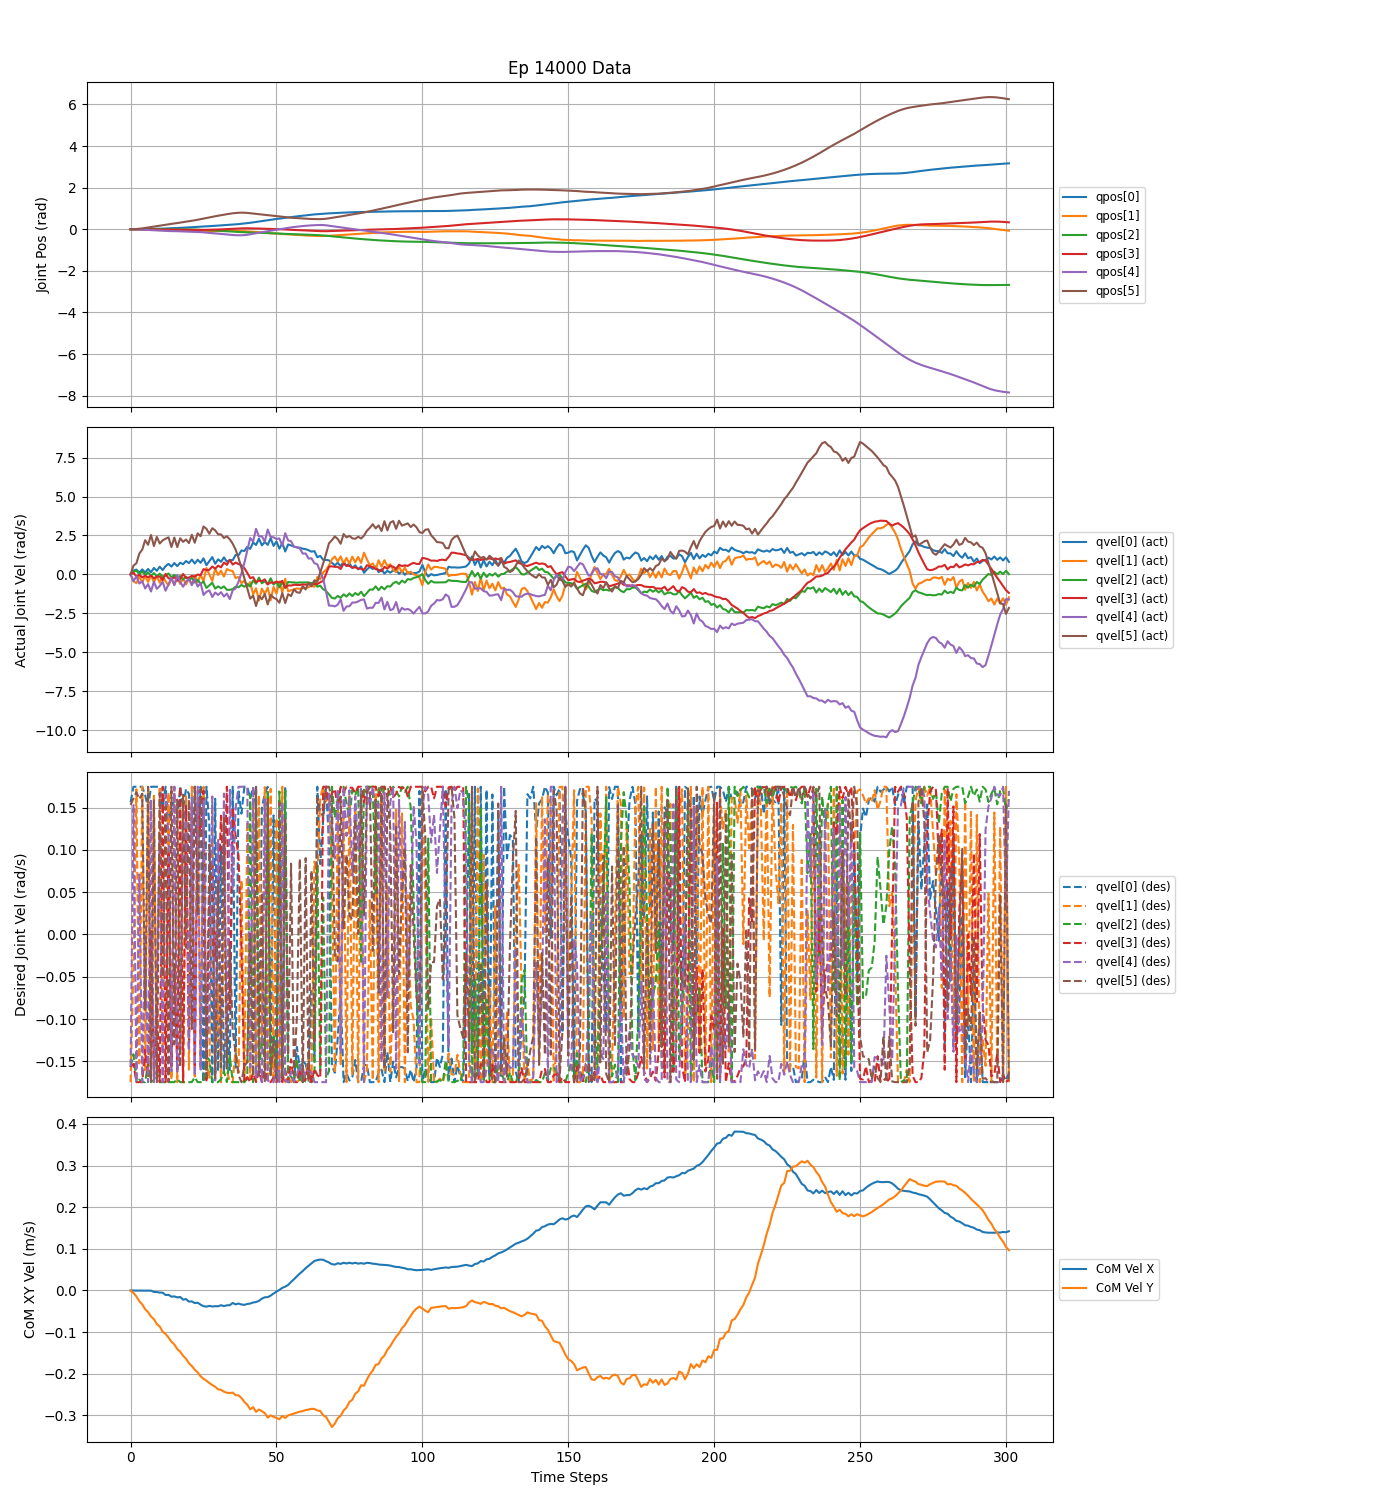 Ep 14000 Data
Joint Pos (rad)
6
4
2
0
−2
−4
−6
−8
qpos[0]
qpos[1]
qpos[2]
qpos[3]
qpos[4]
qpos[5]
Actual Joint Vel (rad/s)
7.5
5.0
2.5
0.0
−2.5
−5.0
−7.5
−10.0
qvel[0] (act)
qvel[1] (act)
qvel[2] (act)
qvel[3] (act)
qvel[4] (act)
qvel[5] (act)
Desired Joint Vel (rad/s)
0.15
0.10
0.05
0.00
−0.05
−0.10
−0.15
qvel[0] (des)
qvel[1] (des)
qvel[2] (des)
qvel[3] (des)
qvel[4] (des)
qvel[5] (des)
CoM XY Vel (m/s)
0.4
0.3
0.2
0.1
0.0
−0.1
−0.2
−0.3
CoM Vel X
CoM Vel Y
0 50 100 150 200 250 300
Time Steps